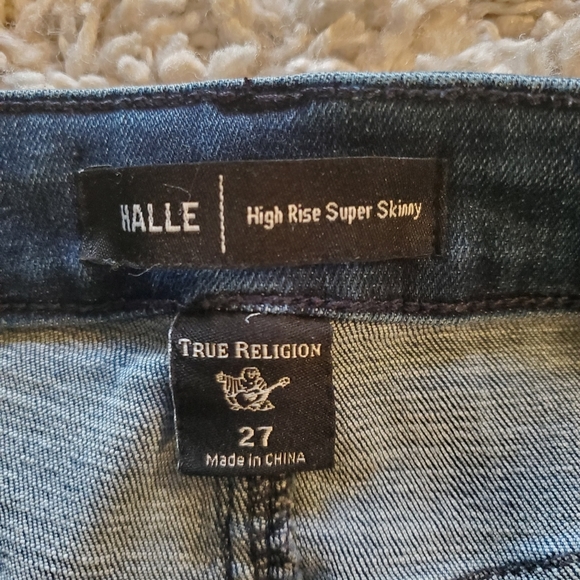 HALLE | High Rise Super Skinny
TRUE RELIGION
27
Made in CHINA